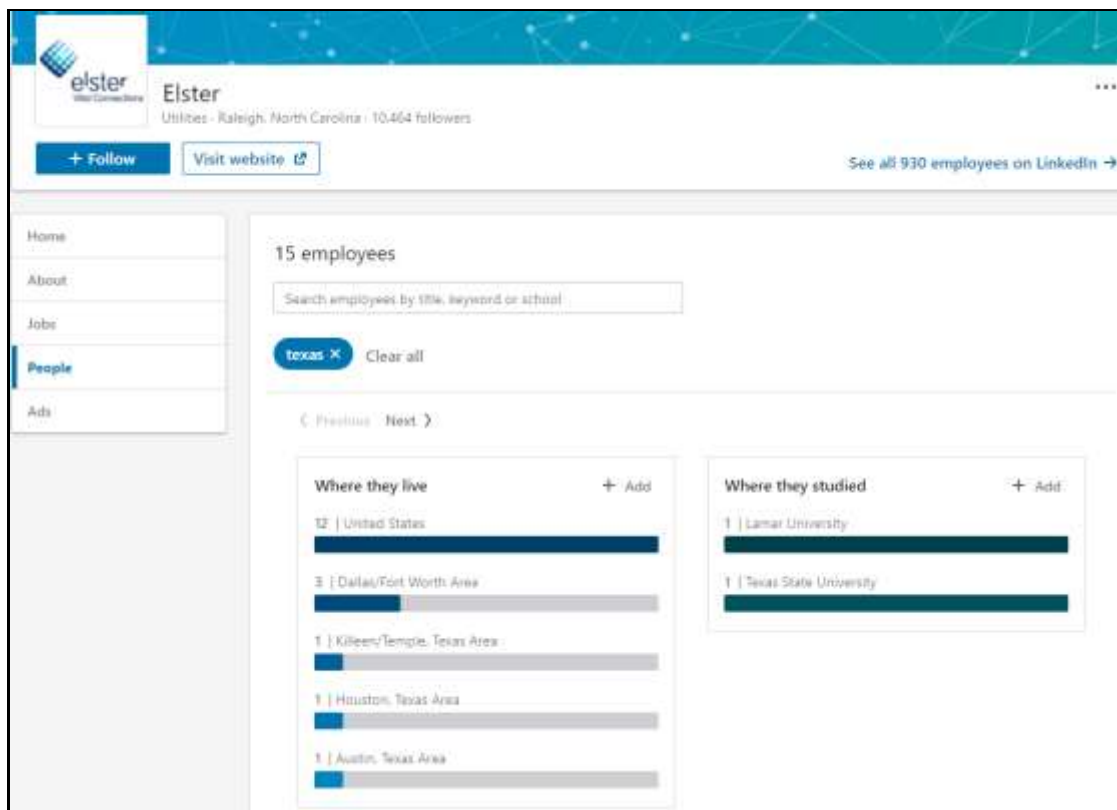 elster
Vital Connections
Elster
Utilities · Raleigh, North Carolina · 10,464 followers
...
+ Follow
Visit website
See all 930 employees on LinkedIn →
Home
About
Jobs
People
Ads
15 employees
Search employees by title, keyword or school
texas ×
Clear all
< Previous Next >
Where they live + Add
12 | United States
3 | Dallas/Fort Worth Area
1 | Killeen/Temple, Texas Area
1 | Houston, Texas Area
1 | Austin, Texas Area
Where they studied + Add
1 | Lamar University
1 | Texas State University